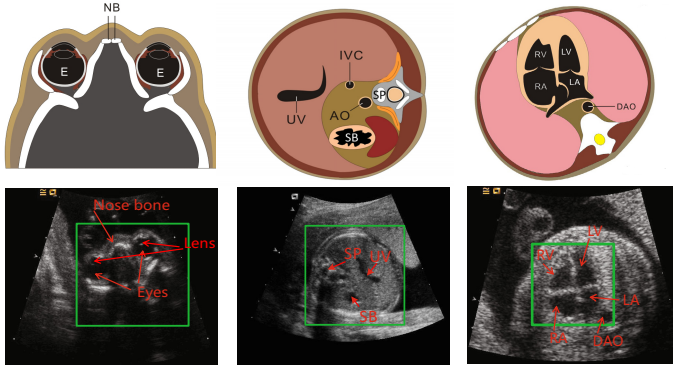 NB
E
E
IVC
SP
AO
UV
SB
RV
LV
RA
LA
DAO
Nose bone
Lens
Eyes
SP
UV
SB
RV
LV
LA
RA
DAO